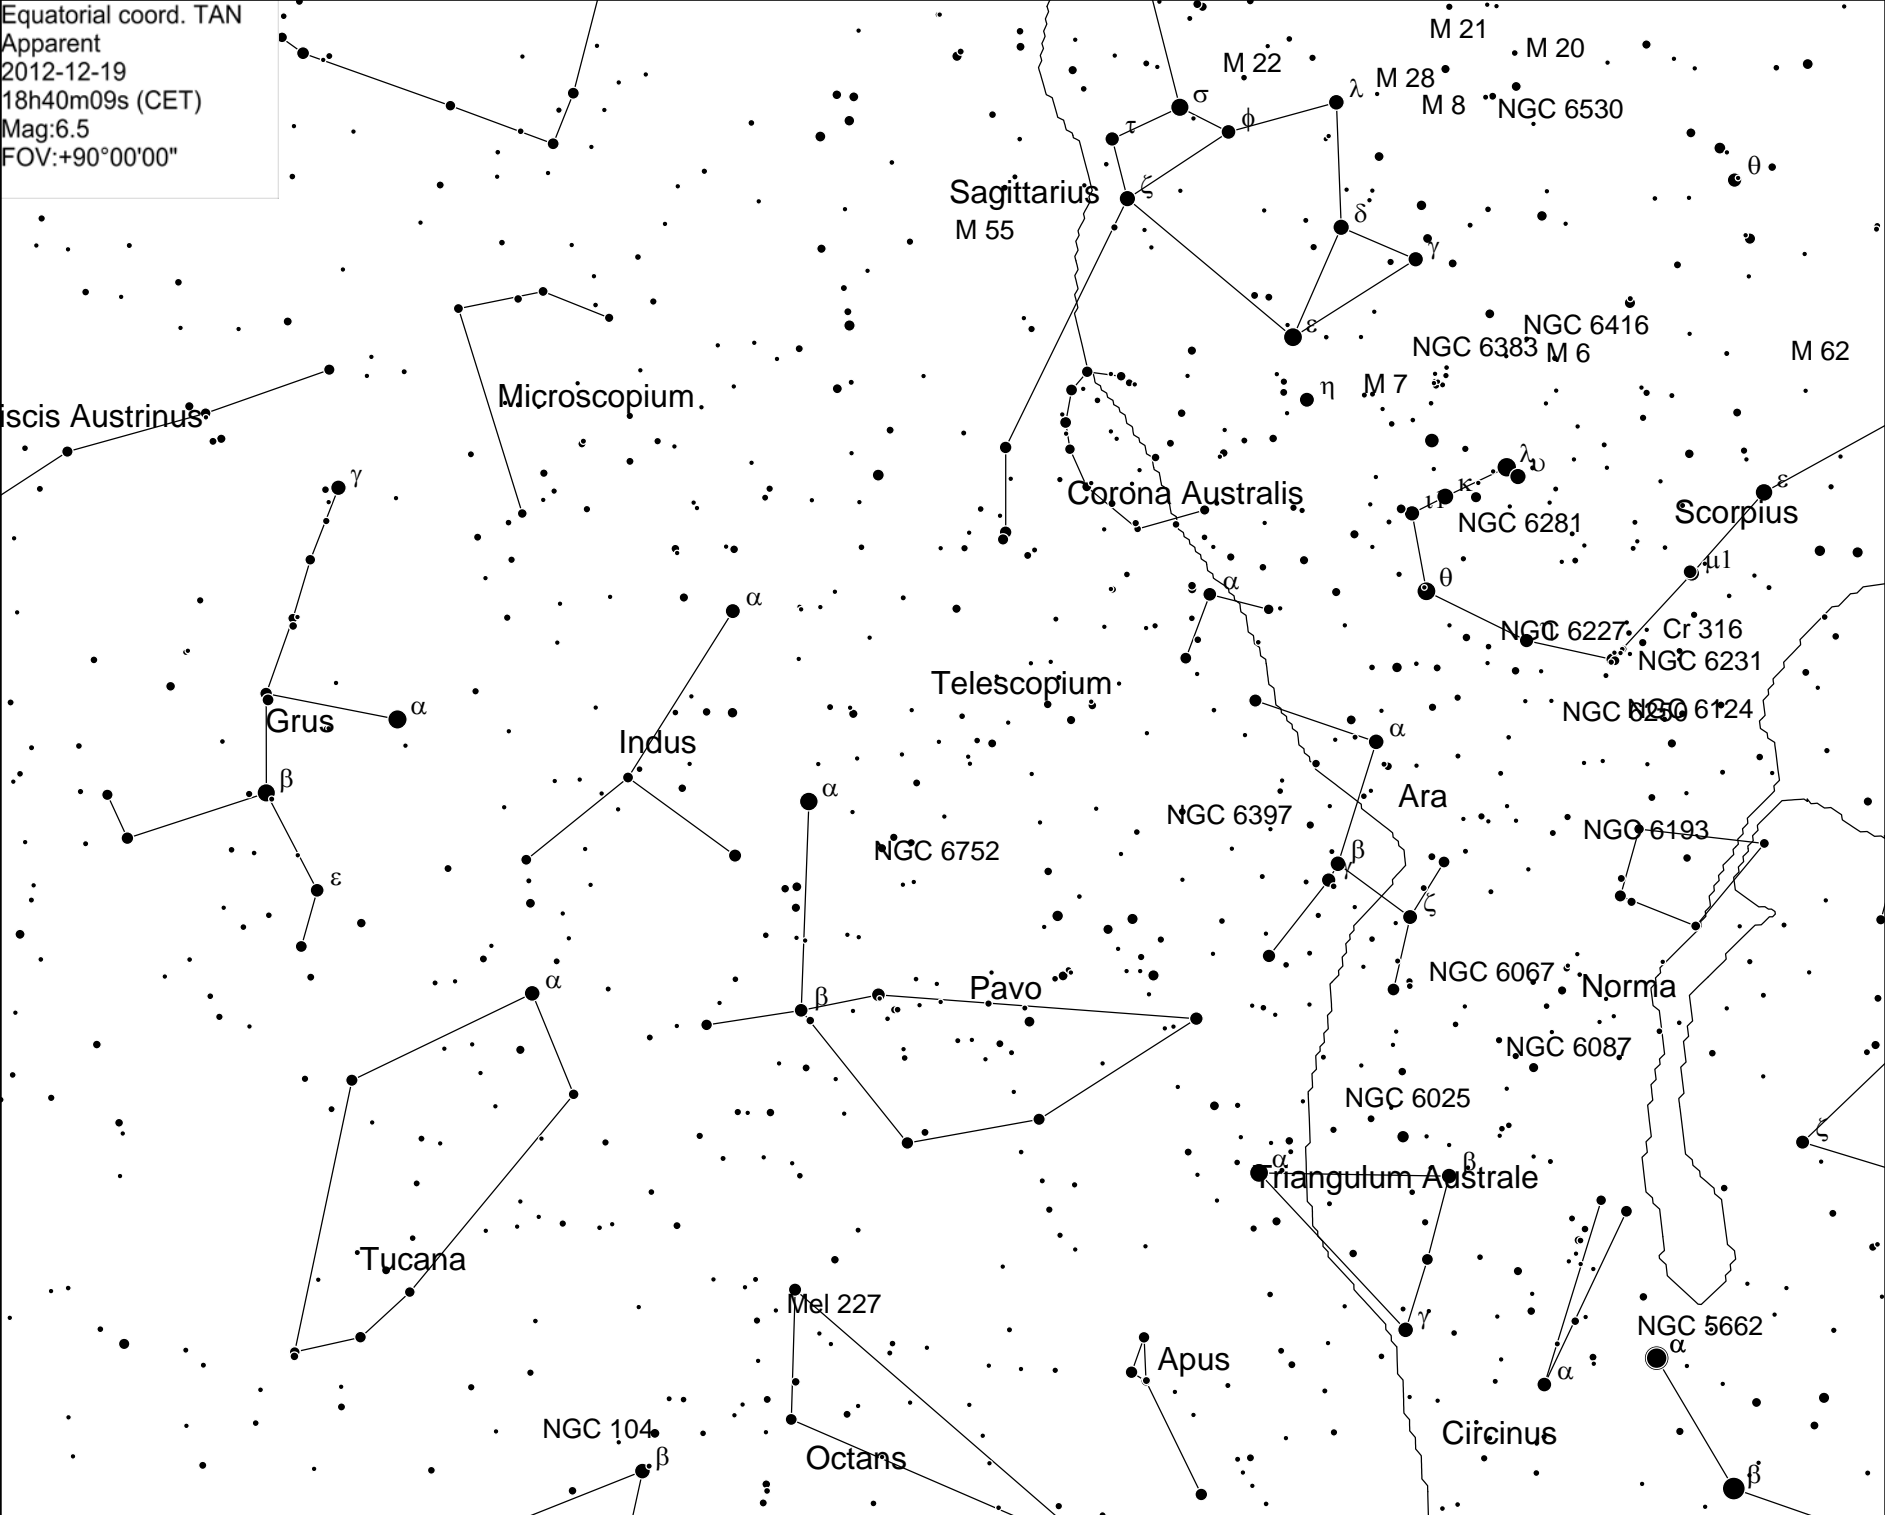 Equatorial coord. TAN
Apparent
2012-12-19
18h40m09s (CET)
Mag:6.5
FOV:+90°00'00"
M 21
M 20
M 22
M 28
λ
M 8
NGC 6530
σ
τ
ϕ
θ
Sagittarius
ζ
M 55
δ
γ
ε
NGC 6416
NGC 6383
M 6
M 62
η
M 7
Microscopium
iscis Austrinus
γ
λ
υ
κ
ε
Corona Australis
ι1
NGC 6281
Scorpius
μ1
θ
α
α
NGC 6227
Cr 316
NGC 6231
Telescopium
α
Grus
NGC 6250
NGC 6124
α
Indus
β
α
Ara
NGC 6397
NGC 6193
NGC 6752
β
γ
ε
ζ
α
NGC 6067
Norma
Pavo
β
NGC 6087
NGC 6025
ζ
α
β
Triangulum Australe
Tucana
Mel 227
γ
NGC 5662
α
Apus
α
NGC 104
Circinus
Octans
β
β